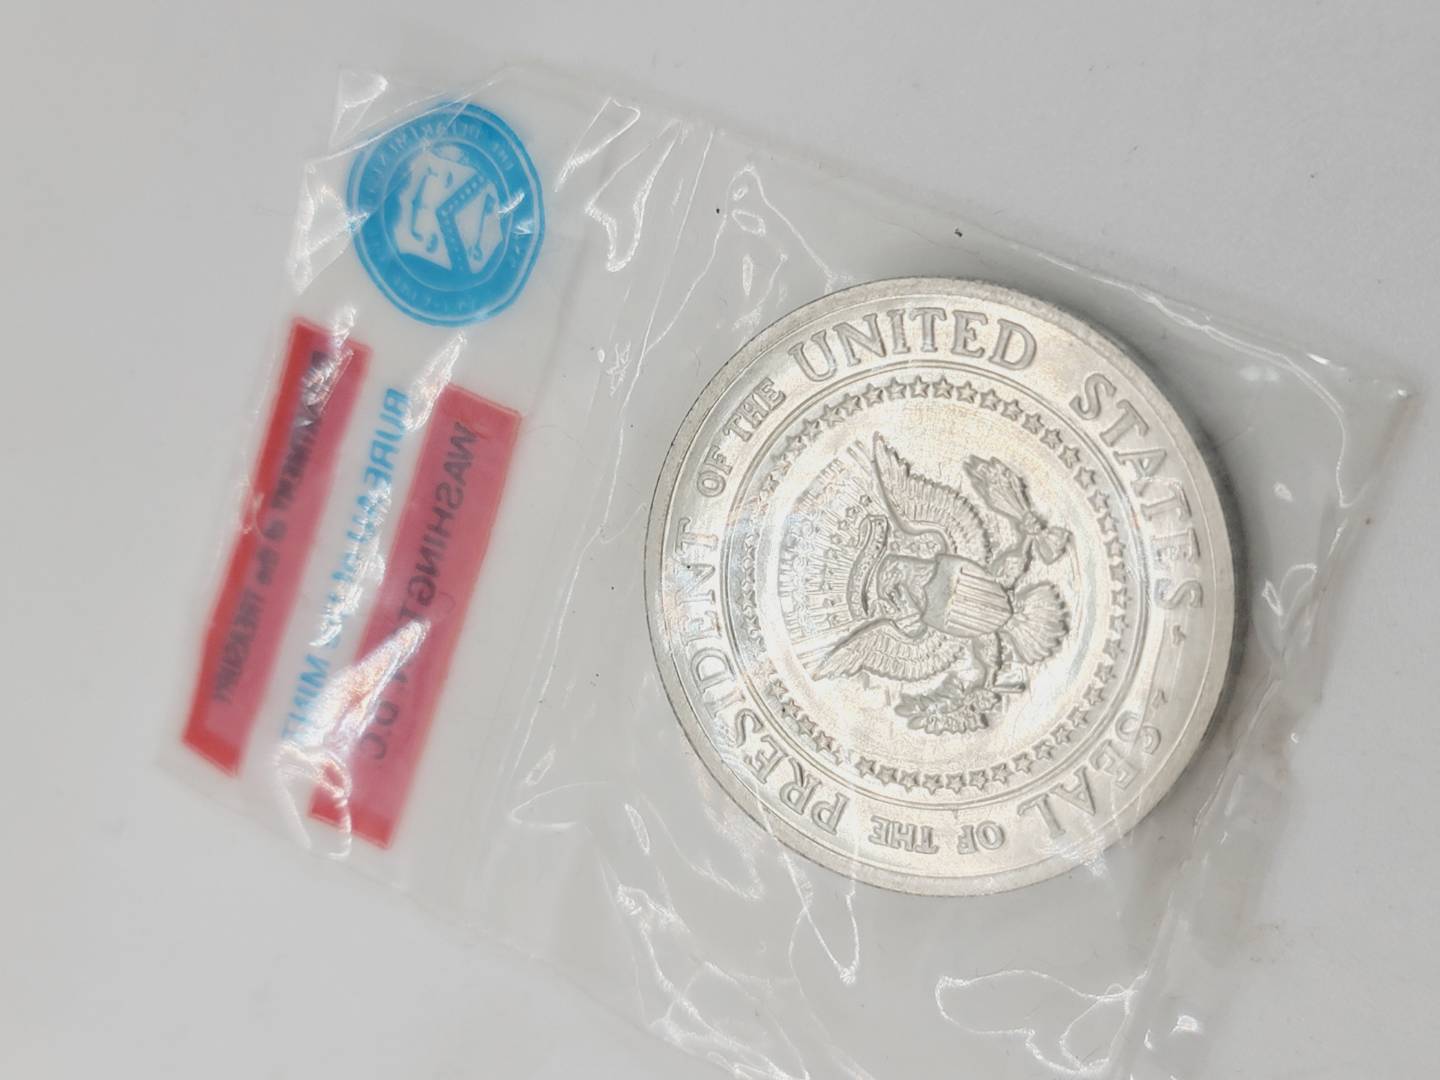 SEAL OF THE PRESIDENT OF THE UNITED STATES
DEPARTMENT of the TREASURY
BUREAU of the MINT
WASHINGTON D.C.